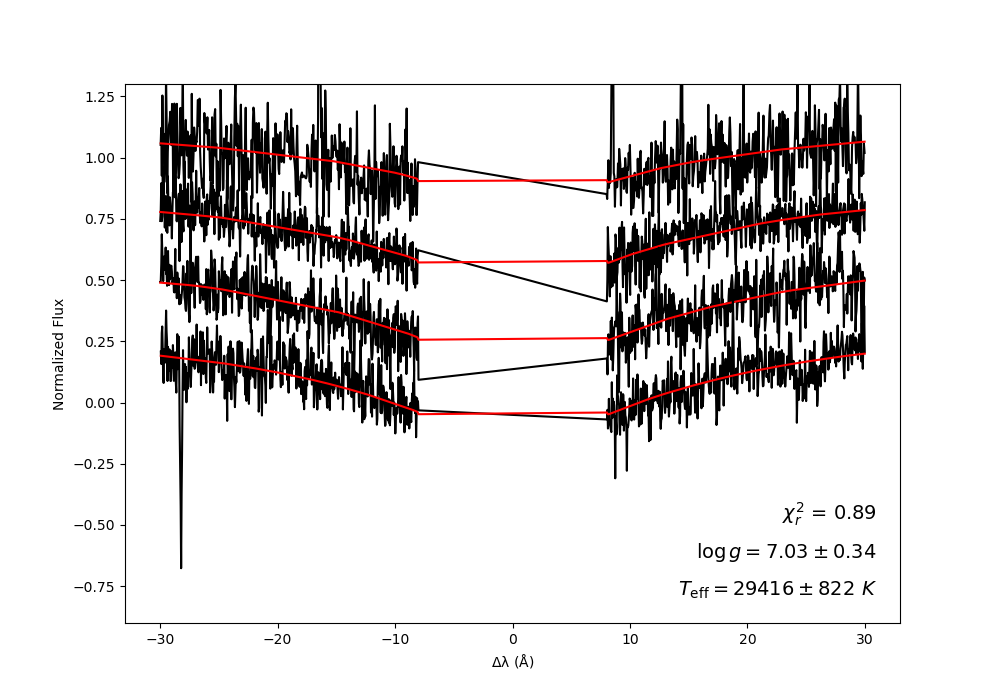 1.25
1.00
0.75
0.50
0.25
0.00
−0.25
−0.50
−0.75
Normalized Flux
χ²ᵣ = 0.89
log g = 7.03 ± 0.34
T_eff = 29416 ± 822 K
−30 −20 −10 0 10 20 30
Δλ (Å)